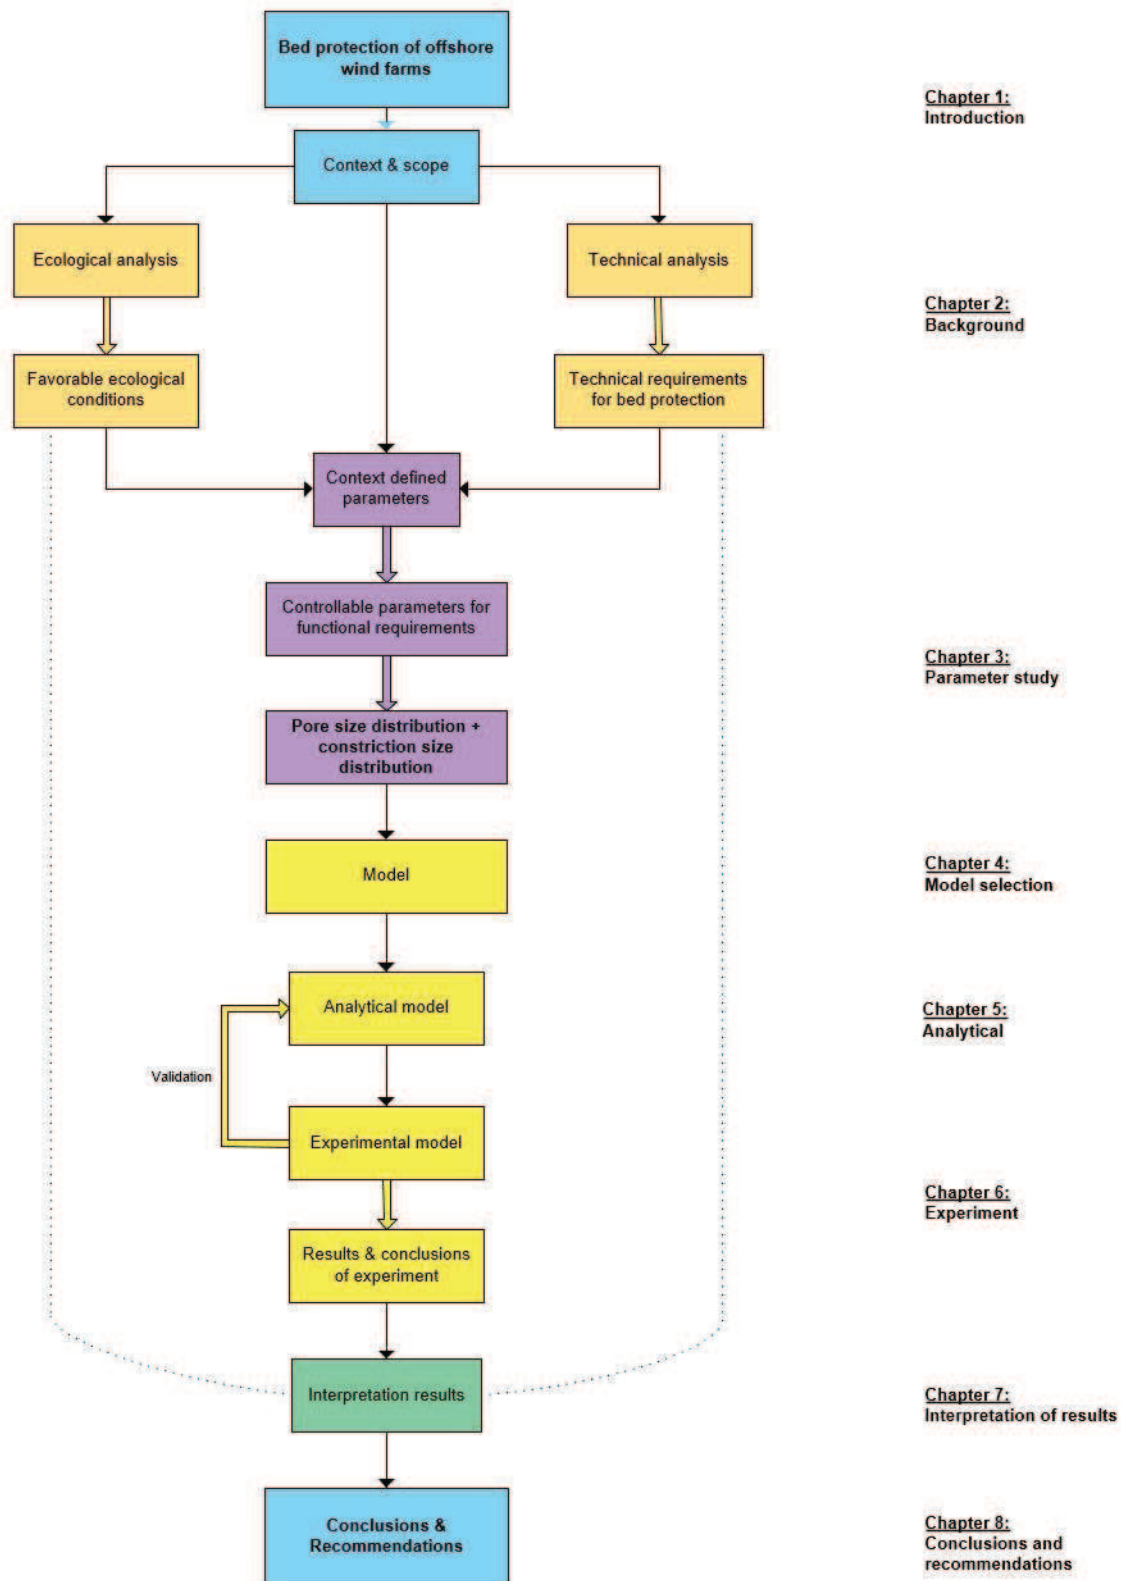 Bed protection of offshore
wind farms
Chapter 1:
Introduction
Context & scope
Ecological analysis
Technical analysis
Chapter 2:
Background
Favorable ecological
conditions
Technical requirements
for bed protection
Context defined
parameters
Controllable parameters for
functional requirements
Chapter 3:
Parameter study
Pore size distribution +
constriction size
distribution
Model
Chapter 4:
Model selection
Analytical model
Chapter 5:
Analytical
Validation
Experimental model
Chapter 6:
Experiment
Results & conclusions
of experiment
Interpretation results
Chapter 7:
Interpretation of results
Conclusions &
Recommendations
Chapter 8:
Conclusions and
recommendations